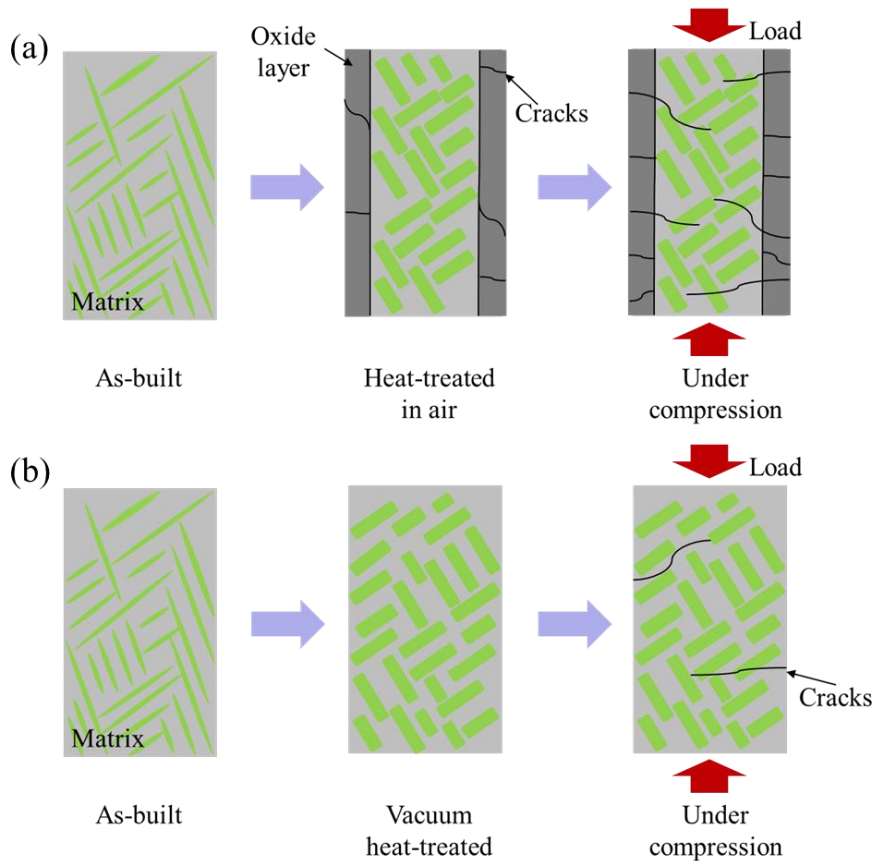 (a)
Oxide
layer
Cracks
Load
Matrix
As-built
Heat-treated
in air
Under
compression
(b)
Load
Matrix
Cracks
As-built
Vacuum
heat-treated
Under
compression